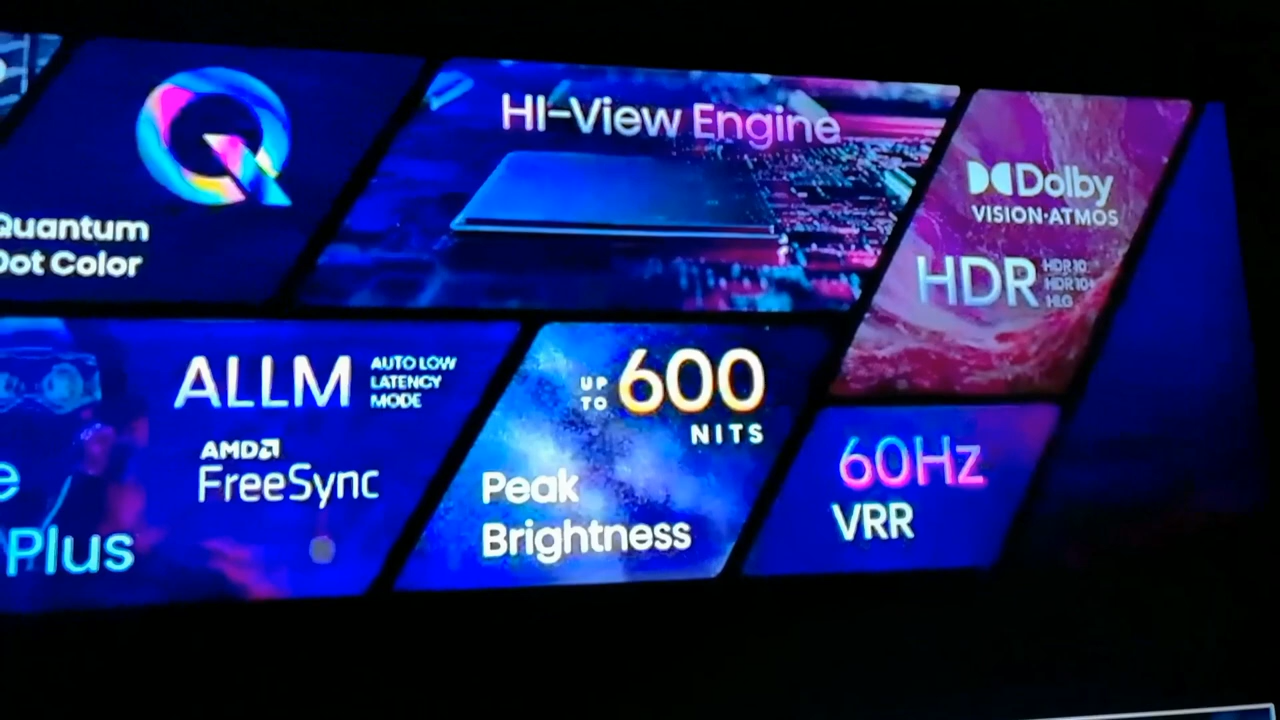 Quantum
Dot Color
HI-View Engine
Dolby
VISION·ATMOS
HDR
HDR10
HDR10+
HLG
ALLM
AUTO LOW
LATENCY
MODE
AMD
FreeSync
e
Plus
UP
TO
600
NITS
Peak
Brightness
60Hz
VRR